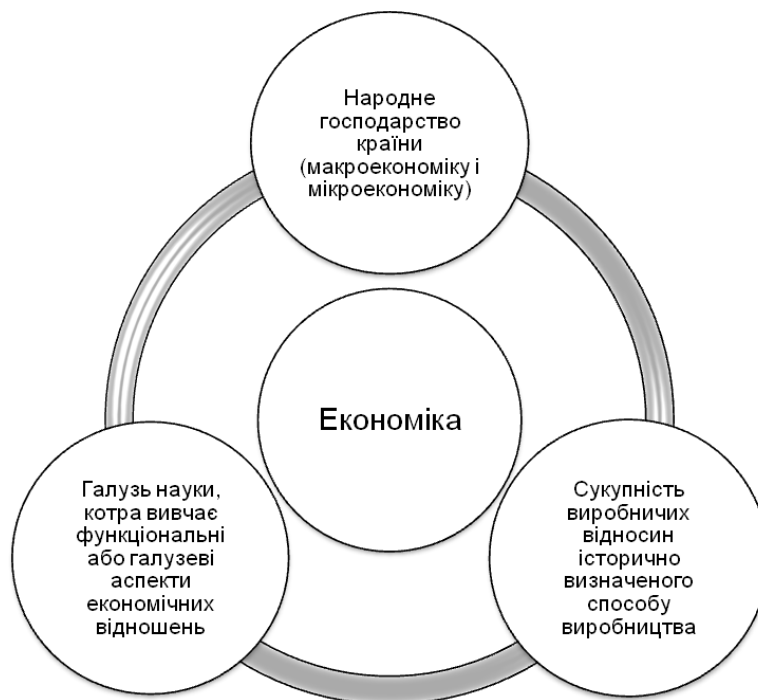 Народне
господарство
країни
(макроекономіку і
мікроекономіку)
Економіка
Галузь науки,
котра вивчає
функціональні
або галузеві
аспекти
економічних
відношень
Сукупність
виробничих
відносин
історично
визначеного
способу
виробництва